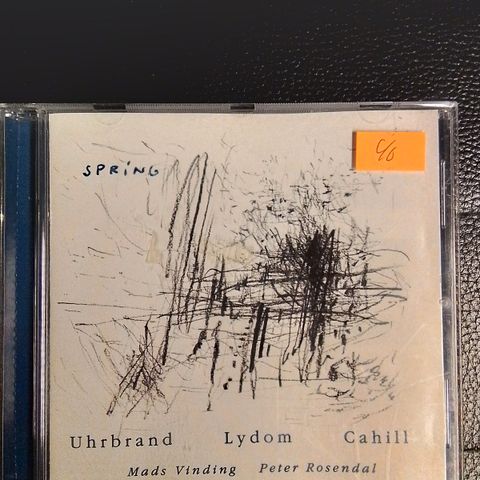 SPRING
Uhrbrand Lydom Cahill
Mads Vinding Peter Rosendal